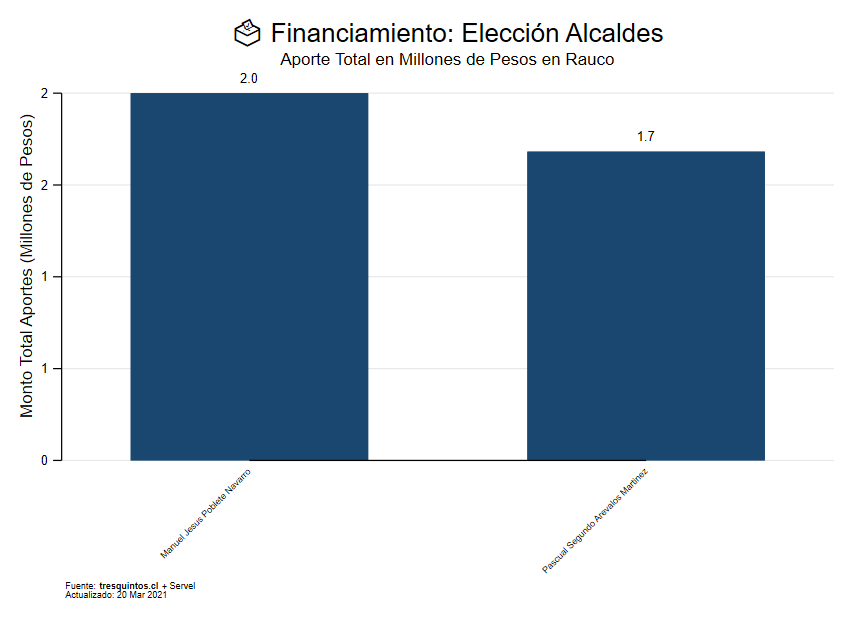 Financiamiento: Elección Alcaldes
Aporte Total en Millones de Pesos en Rauco
Monto Total Aportes (Millones de Pesos)
2
2
1
1
0
2.0
1.7
Manuel Jesus Poblete Navarro
Pascual Segundo Arevalos Martinez
Fuente: tresquintos.cl + Servel
Actualizado: 20 Mar 2021